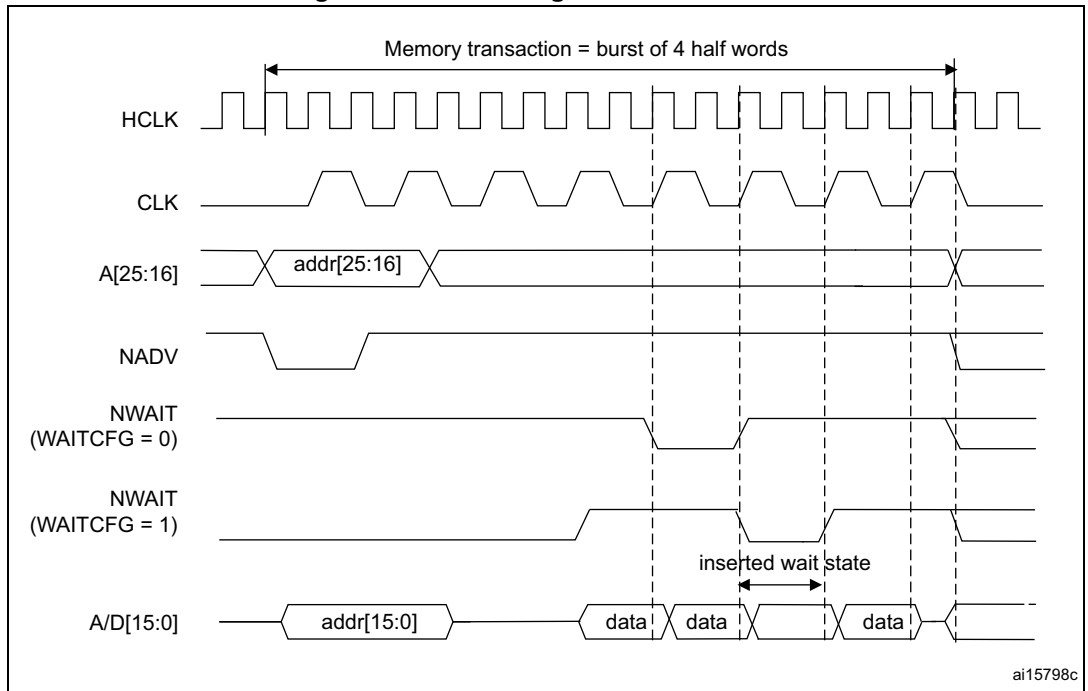 Memory transaction = burst of 4 half words
HCLK
CLK
A[25:16]
addr[25:16]
NADV
NWAIT
(WAITCFG = 0)
NWAIT
(WAITCFG = 1)
inserted wait state
A/D[15:0]
addr[15:0]
data
data
data
ai15798c